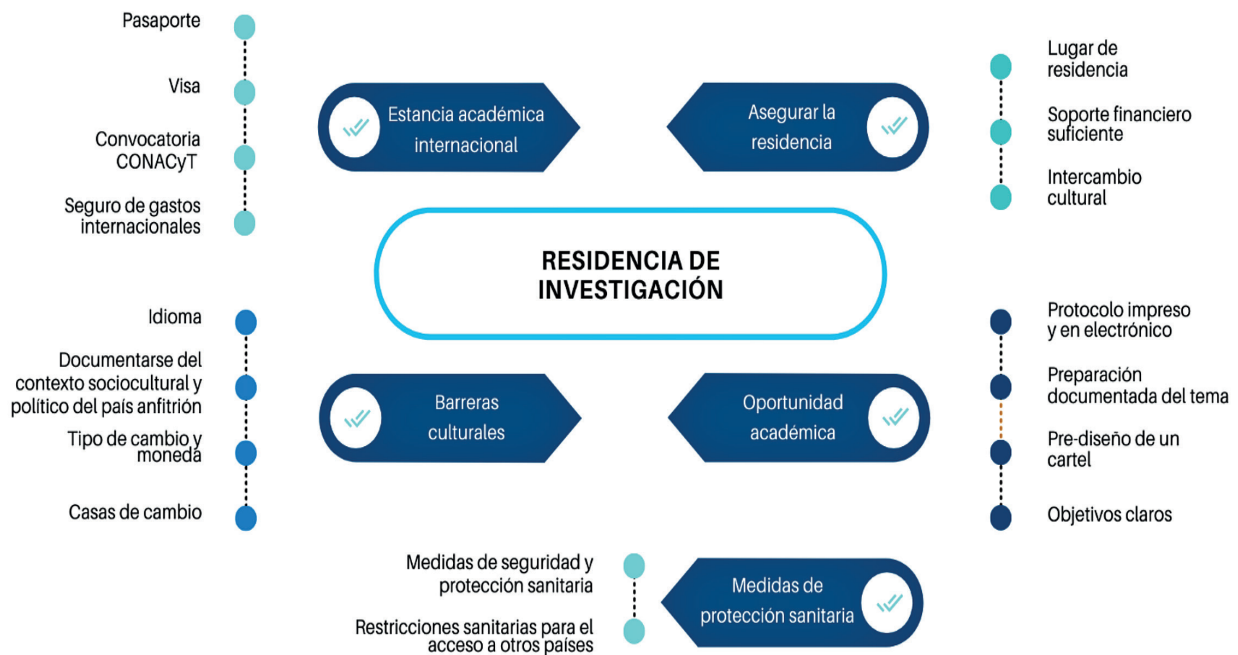 Pasaporte
Visa
Convocatoria
CONACyT
Seguro de gastos
internacionales
Estancia académica
internacional
Asegurar la
residencia
Lugar de
residencia
Soporte financiero
suficiente
Intercambio
cultural
RESIDENCIA DE
INVESTIGACIÓN
Idioma
Documentarse del
contexto sociocultural y
político del país anfitrión
Tipo de cambio y
moneda
Casas de cambio
Barreras
culturales
Oportunidad
académica
Protocolo impreso
y en electrónico
Preparación
documentada del tema
Pre-diseño de un
cartel
Objetivos claros
Medidas de seguridad y
protección sanitaria
Restricciones sanitarias para el
acceso a otros países
Medidas de
protección sanitaria